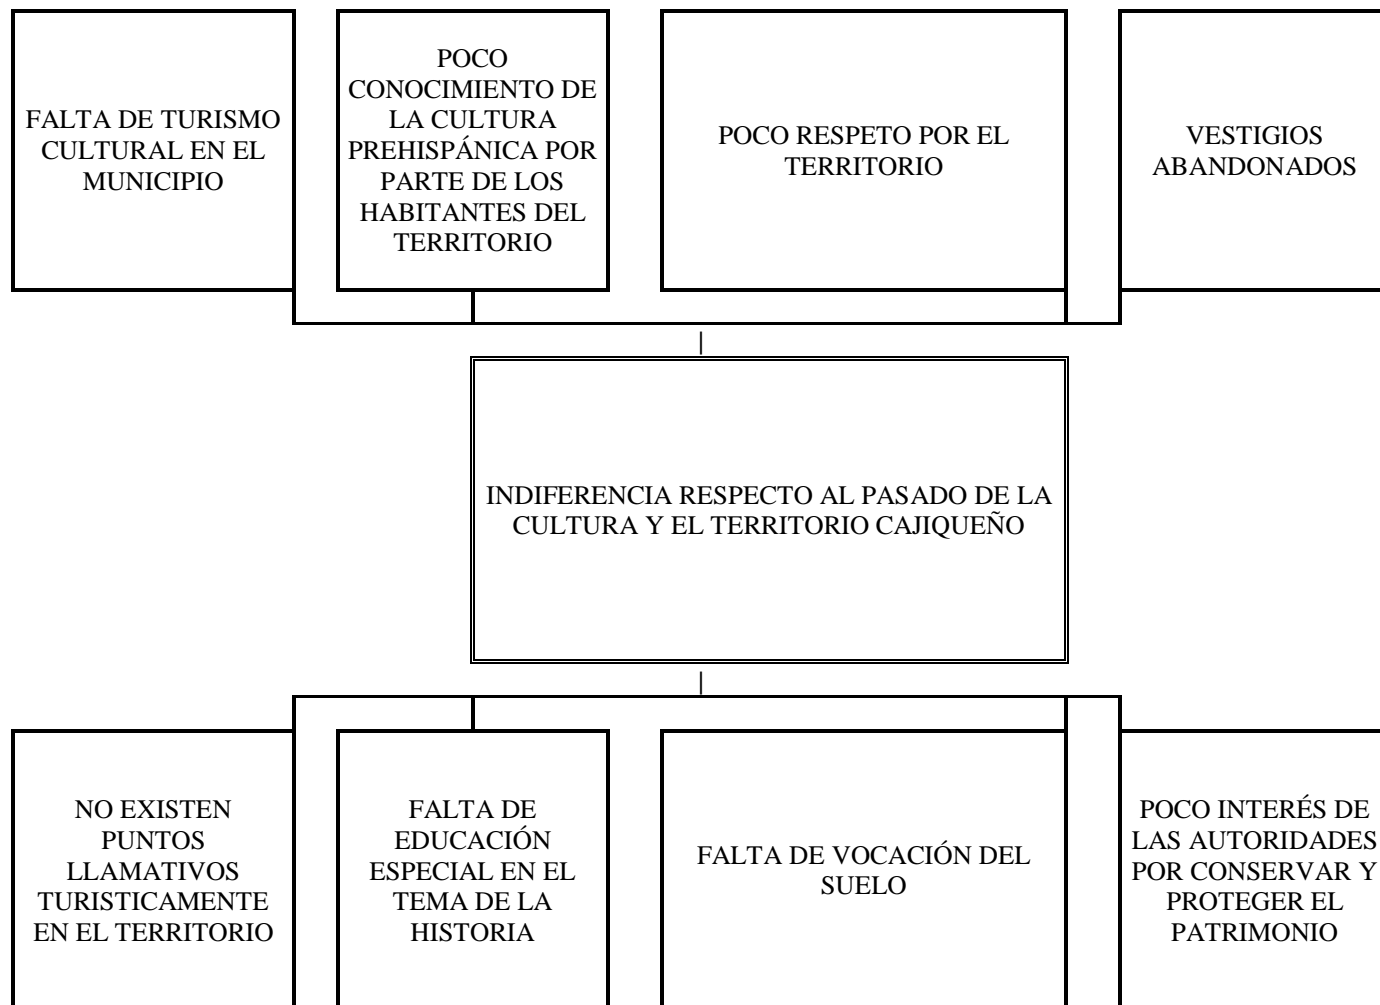 FALTA DE TURISMO
CULTURAL EN EL
MUNICIPIO
POCO
CONOCIMIENTO DE
LA CULTURA
PREHISPÁNICA POR
PARTE DE LOS
HABITANTES DEL
TERRITORIO
POCO RESPETO POR EL
TERRITORIO
VESTIGIOS
ABANDONADOS
INDIFERENCIA RESPECTO AL PASADO DE LA
CULTURA Y EL TERRITORIO CAJIQUEÑO
NO EXISTEN
PUNTOS
LLAMATIVOS
TURISTICAMENTE
EN EL TERRITORIO
FALTA DE
EDUCACIÓN
ESPECIAL EN EL
TEMA DE LA
HISTORIA
FALTA DE VOCACIÓN DEL
SUELO
POCO INTERÉS DE
LAS AUTORIDADES
POR CONSERVAR Y
PROTEGER EL
PATRIMONIO